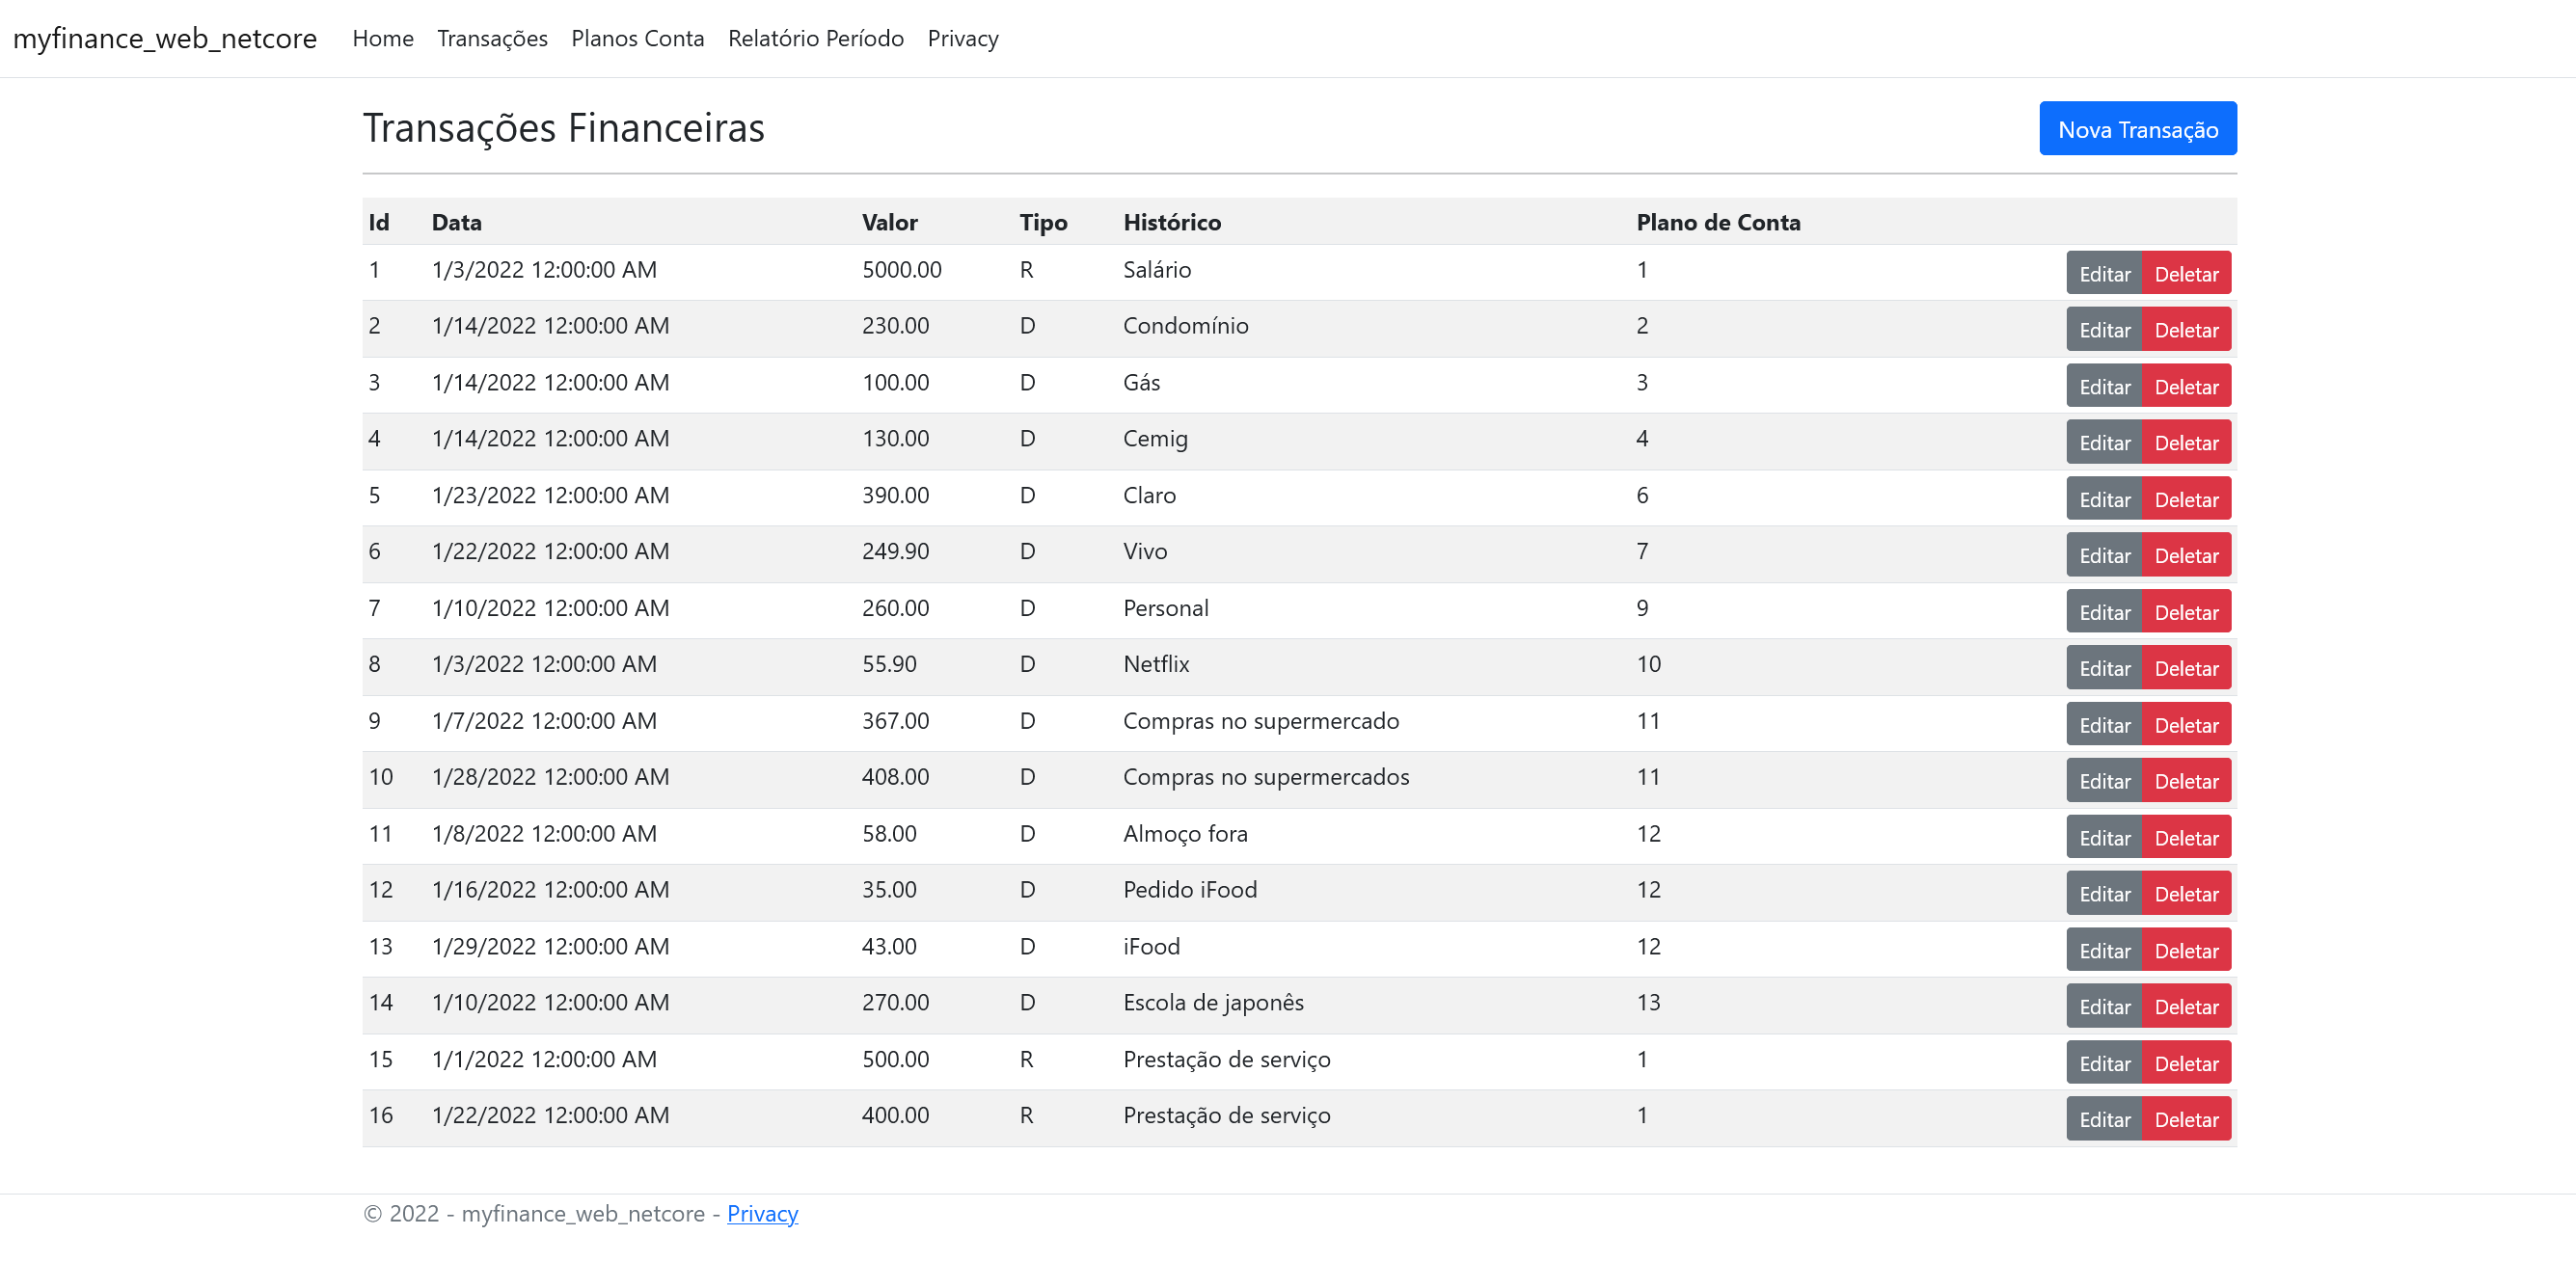 myfinance_web_netcore Home Transações Planos Conta Relatório Período Privacy
Transações Financeiras Nova Transação
Id Data Valor Tipo Histórico Plano de Conta
1 1/3/2022 12:00:00 AM 5000.00 R Salário 1 Editar Deletar
2 1/14/2022 12:00:00 AM 230.00 D Condomínio 2 Editar Deletar
3 1/14/2022 12:00:00 AM 100.00 D Gás 3 Editar Deletar
4 1/14/2022 12:00:00 AM 130.00 D Cemig 4 Editar Deletar
5 1/23/2022 12:00:00 AM 390.00 D Claro 6 Editar Deletar
6 1/22/2022 12:00:00 AM 249.90 D Vivo 7 Editar Deletar
7 1/10/2022 12:00:00 AM 260.00 D Personal 9 Editar Deletar
8 1/3/2022 12:00:00 AM 55.90 D Netflix 10 Editar Deletar
9 1/7/2022 12:00:00 AM 367.00 D Compras no supermercado 11 Editar Deletar
10 1/28/2022 12:00:00 AM 408.00 D Compras no supermercados 11 Editar Deletar
11 1/8/2022 12:00:00 AM 58.00 D Almoço fora 12 Editar Deletar
12 1/16/2022 12:00:00 AM 35.00 D Pedido iFood 12 Editar Deletar
13 1/29/2022 12:00:00 AM 43.00 D iFood 12 Editar Deletar
14 1/10/2022 12:00:00 AM 270.00 D Escola de japonês 13 Editar Deletar
15 1/1/2022 12:00:00 AM 500.00 R Prestação de serviço 1 Editar Deletar
16 1/22/2022 12:00:00 AM 400.00 R Prestação de serviço 1 Editar Deletar
© 2022 - myfinance_web_netcore - Privacy